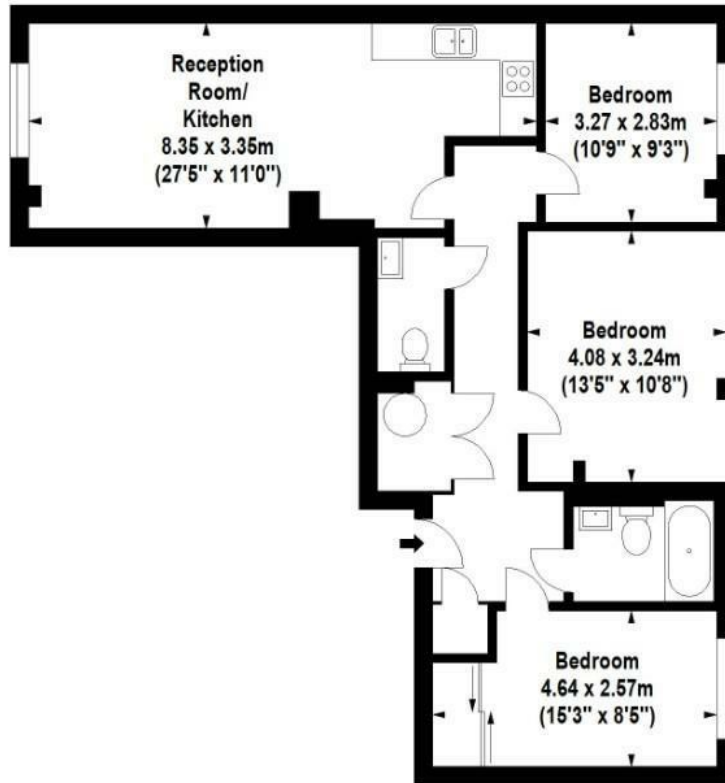 Reception
Room/
Kitchen
8.35 x 3.35m
(27'5" x 11'0")
Bedroom
3.27 x 2.83m
(10'9" x 9'3")
Bedroom
4.08 x 3.24m
(13'5" x 10'8")
Bedroom
4.64 x 2.57m
(15'3" x 8'5")